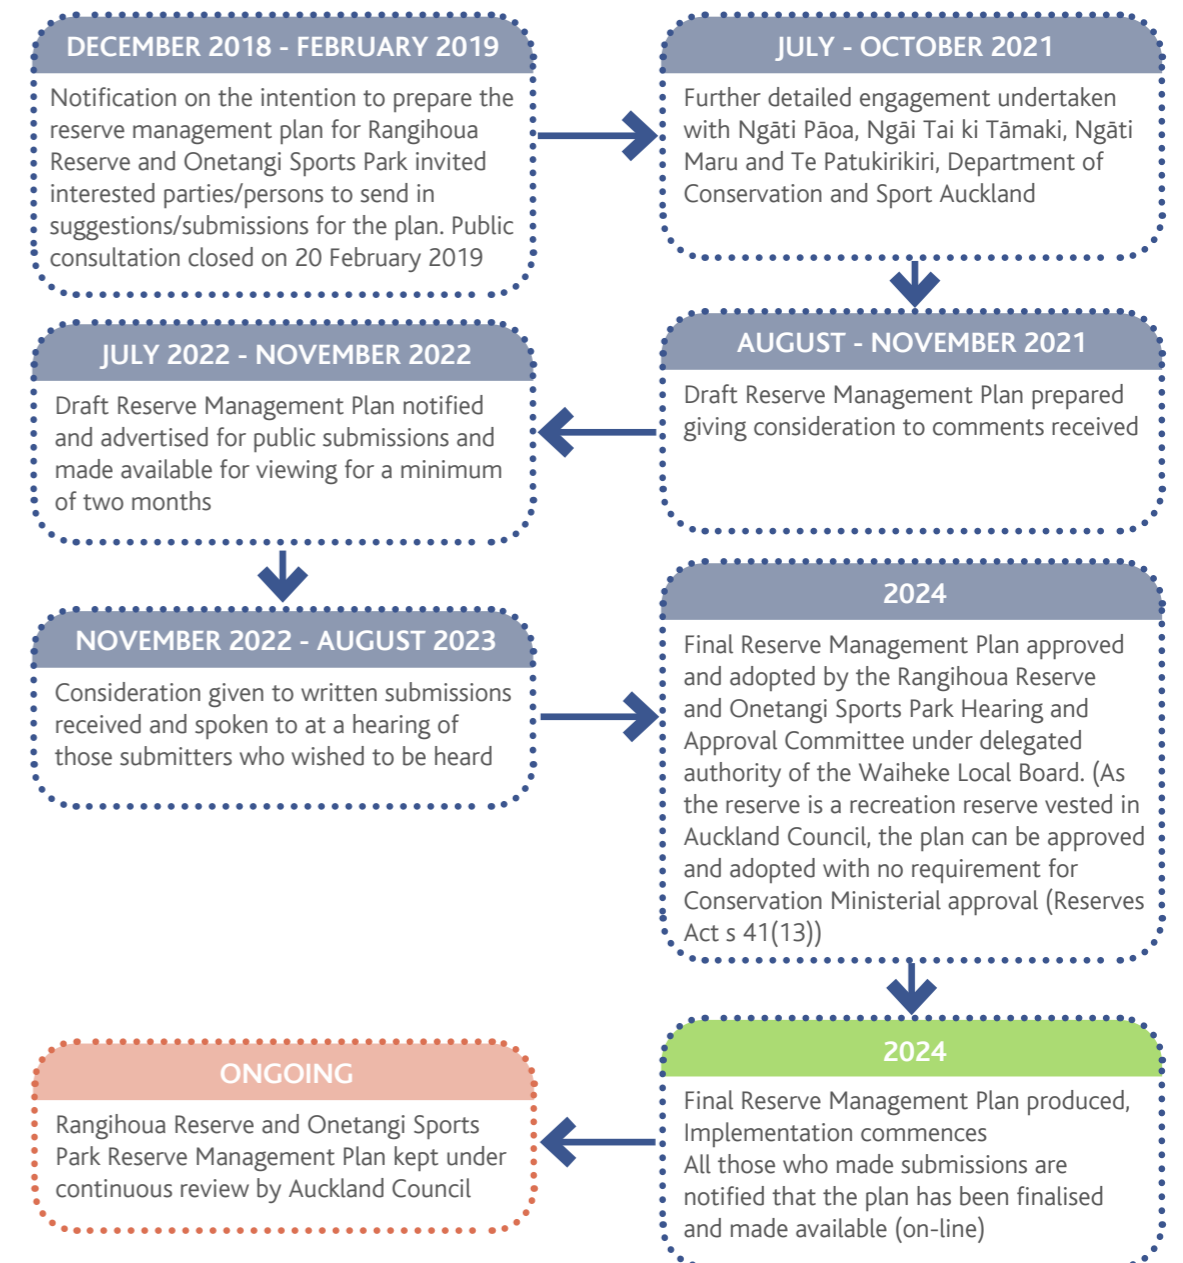 DECEMBER 2018 - FEBRUARY 2019
Notification on the intention to prepare the
reserve management plan for Rangihoua
Reserve and Onetangi Sports Park invited
interested parties/persons to send in
suggestions/submissions for the plan. Public
consultation closed on 20 February 2019
JULY - OCTOBER 2021
Further detailed engagement undertaken
with Ngāti Pāoa, Ngāi Tai ki Tāmaki, Ngāti
Maru and Te Patukirikiri, Department of
Conservation and Sport Auckland
AUGUST - NOVEMBER 2021
Draft Reserve Management Plan prepared
giving consideration to comments received
JULY 2022 - NOVEMBER 2022
Draft Reserve Management Plan notified
and advertised for public submissions and
made available for viewing for a minimum
of two months
NOVEMBER 2022 - AUGUST 2023
Consideration given to written submissions
received and spoken to at a hearing of
those submitters who wished to be heard
2024
Final Reserve Management Plan approved
and adopted by the Rangihoua Reserve
and Onetangi Sports Park Hearing and
Approval Committee under delegated
authority of the Waiheke Local Board. (As
the reserve is a recreation reserve vested in
Auckland Council, the plan can be approved
and adopted with no requirement for
Conservation Ministerial approval (Reserves
Act s 41(13))
2024
Final Reserve Management Plan produced,
Implementation commences
All those who made submissions are
notified that the plan has been finalised
and made available (on-line)
ONGOING
Rangihoua Reserve and Onetangi Sports
Park Reserve Management Plan kept under
continuous review by Auckland Council